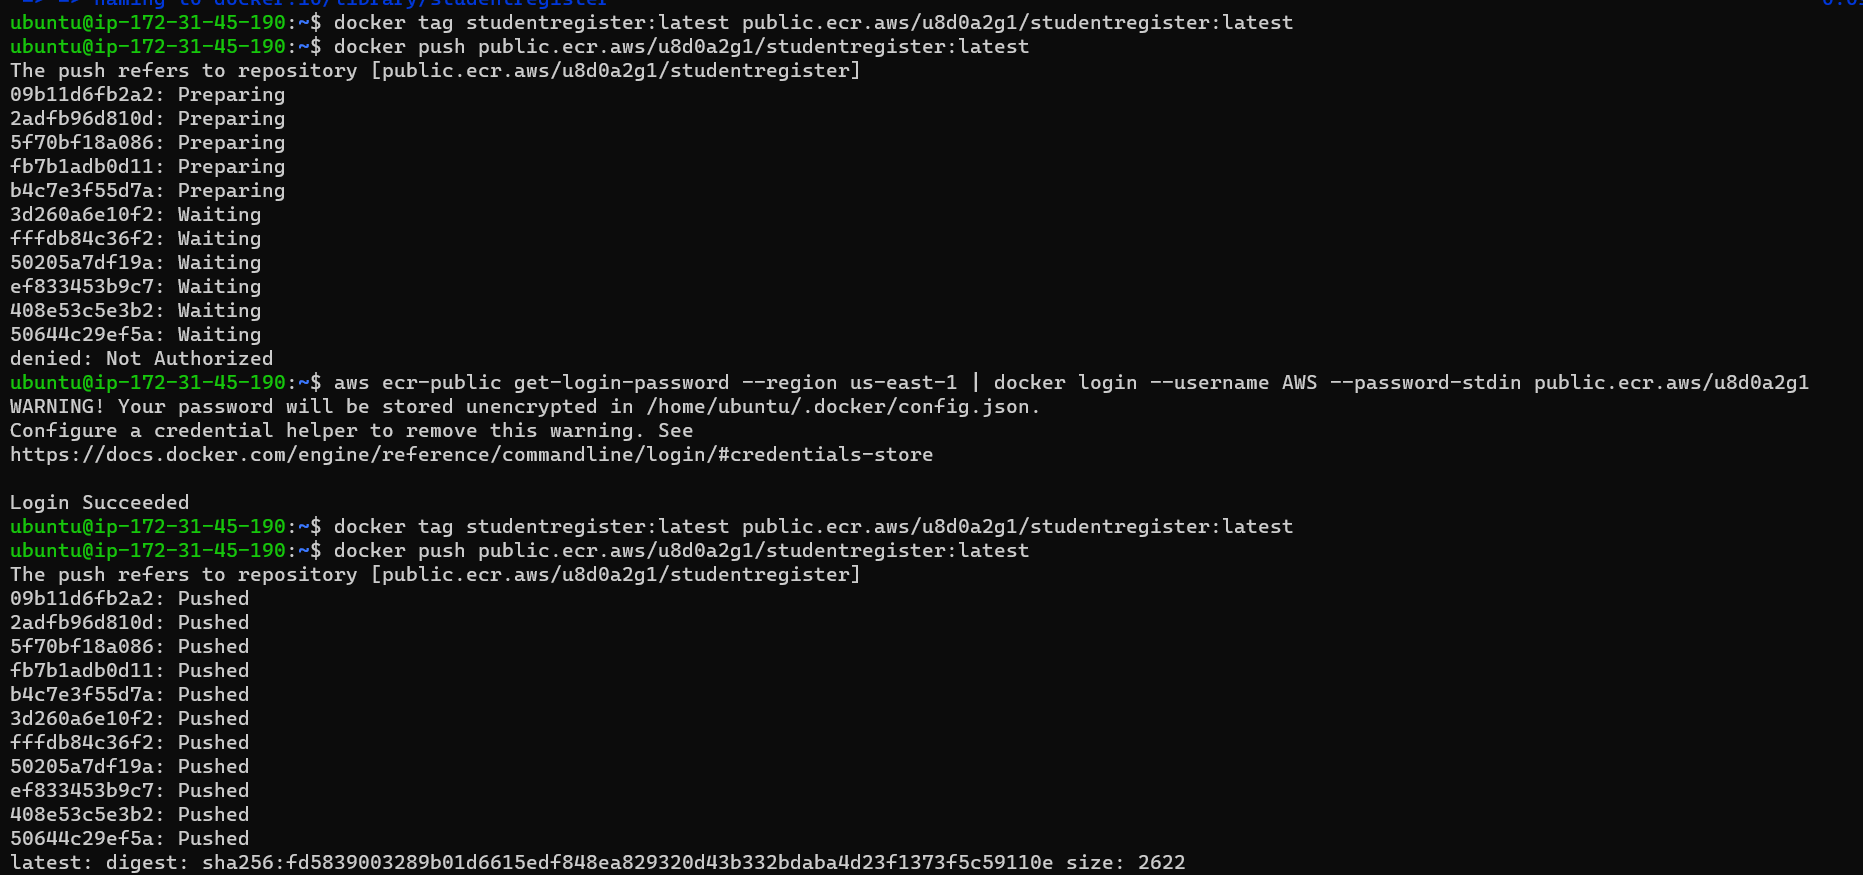 => => naming to docker.io/library/studentregister
ubuntu@ip-172-31-45-190:~$ docker tag studentregister:latest public.ecr.aws/u8d0a2g1/studentregister:latest
ubuntu@ip-172-31-45-190:~$ docker push public.ecr.aws/u8d0a2g1/studentregister:latest
The push refers to repository [public.ecr.aws/u8d0a2g1/studentregister]
09b11d6fb2a2: Preparing
2adfb96d810d: Preparing
5f70bf18a086: Preparing
fb7b1adb0d11: Preparing
b4c7e3f55d7a: Preparing
3d260a6e10f2: Waiting
fffdb84c36f2: Waiting
50205a7df19a: Waiting
ef833453b9c7: Waiting
408e53c5e3b2: Waiting
50644c29ef5a: Waiting
denied: Not Authorized
ubuntu@ip-172-31-45-190:~$ aws ecr-public get-login-password --region us-east-1 | docker login --username AWS --password-stdin public.ecr.aws/u8d0a2g1
WARNING! Your password will be stored unencrypted in /home/ubuntu/.docker/config.json.
Configure a credential helper to remove this warning. See
https://docs.docker.com/engine/reference/commandline/login/#credentials-store
Login Succeeded
ubuntu@ip-172-31-45-190:~$ docker tag studentregister:latest public.ecr.aws/u8d0a2g1/studentregister:latest
ubuntu@ip-172-31-45-190:~$ docker push public.ecr.aws/u8d0a2g1/studentregister:latest
The push refers to repository [public.ecr.aws/u8d0a2g1/studentregister]
09b11d6fb2a2: Pushed
2adfb96d810d: Pushed
5f70bf18a086: Pushed
fb7b1adb0d11: Pushed
b4c7e3f55d7a: Pushed
3d260a6e10f2: Pushed
fffdb84c36f2: Pushed
50205a7df19a: Pushed
ef833453b9c7: Pushed
408e53c5e3b2: Pushed
50644c29ef5a: Pushed
latest: digest: sha256:fd5839003289b01d6615edf848ea829320d43b332bdaba4d23f1373f5c59110e size: 2622